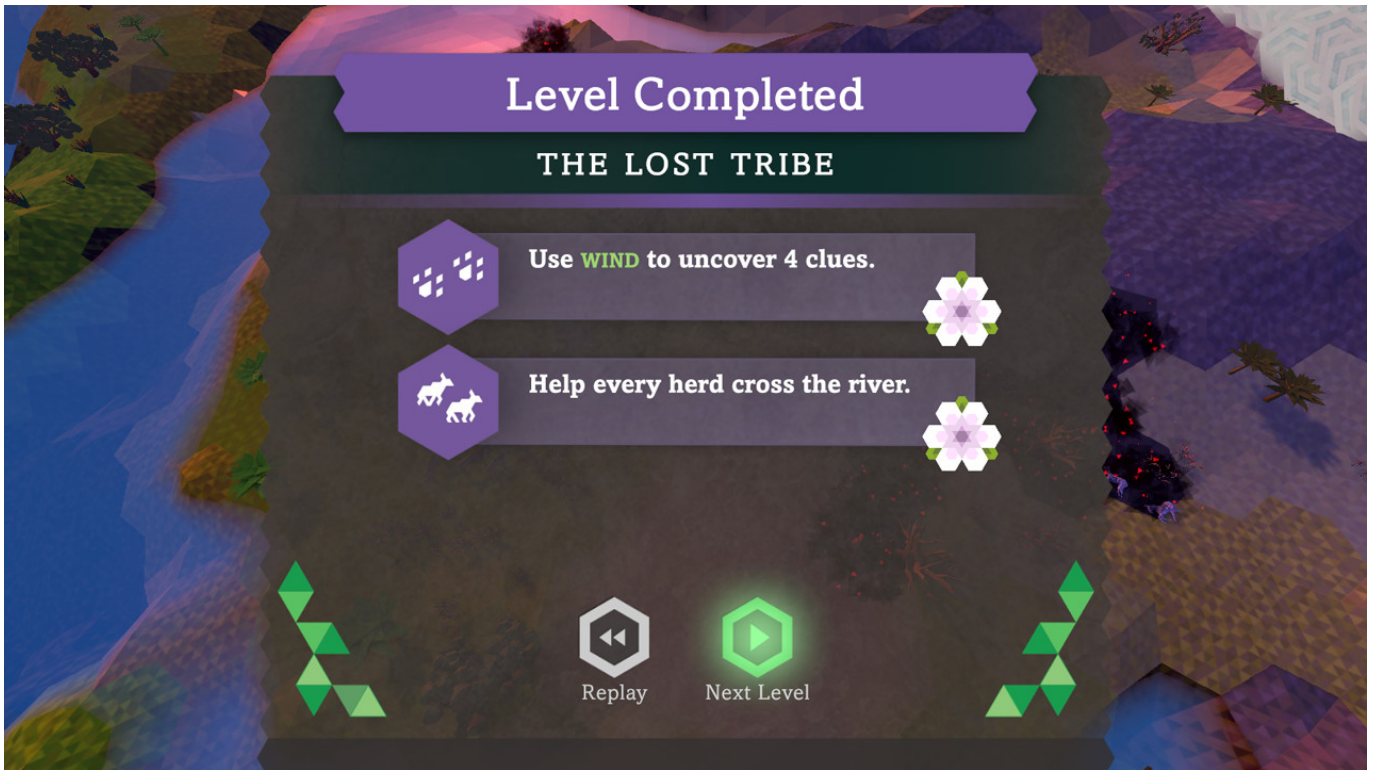 Level Completed
THE LOST TRIBE
Use WIND to uncover 4 clues.
Help every herd cross the river.
Replay
Next Level